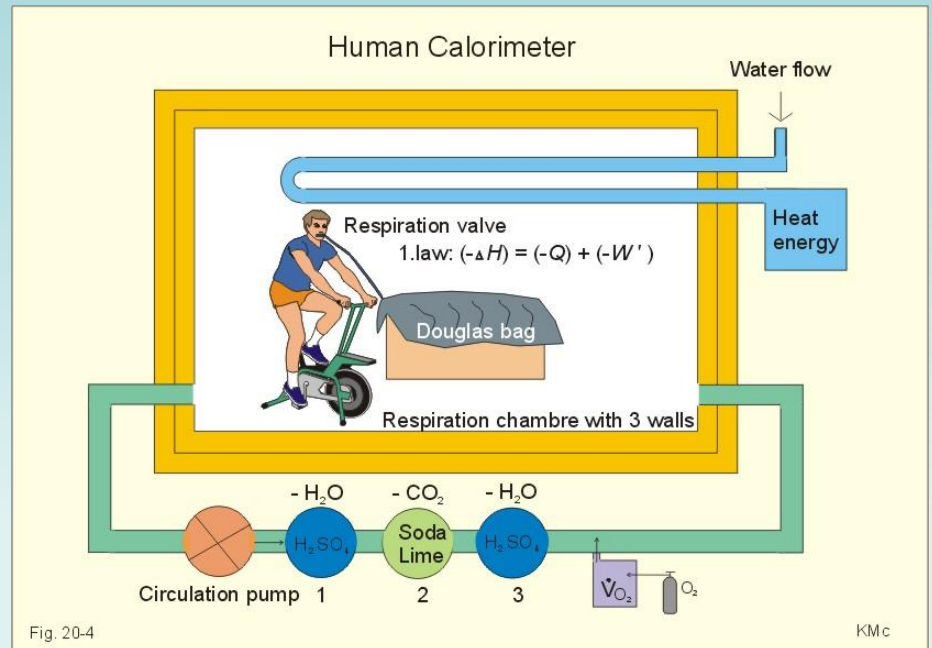 Human Calorimeter
Water flow
Heat
energy
Respiration valve
1.law: (-▵H) = (-Q) + (-W ' )
Douglas bag
Respiration chambre with 3 walls
- H₂O
- CO₂
- H₂O
H₂SO₄
Soda
Lime
H₂SO₄
Circulation pump
1
2
3
V̇O₂
O₂
Fig. 20-4
KMc